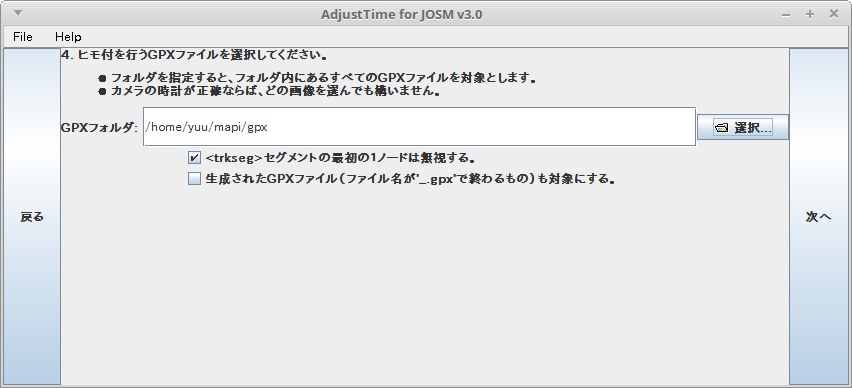 AdjustTime for JOSM v3.0
File Help
4. ヒモ付を行うGPXファイルを選択してください。
● フォルダを指定すると、フォルダ内にあるすべてのGPXファイルを対象とします。
● カメラの時計が正確ならば、どの画像を選んでも構いません。
GPXフォルダ: /home/yuu/mapi/gpx 選択...
<trkseg>セグメントの最初の1ノードは無視する。
生成されたGPXファイル(ファイル名が'_.gpx'で終わるもの)も対象にする。
戻る
次へ